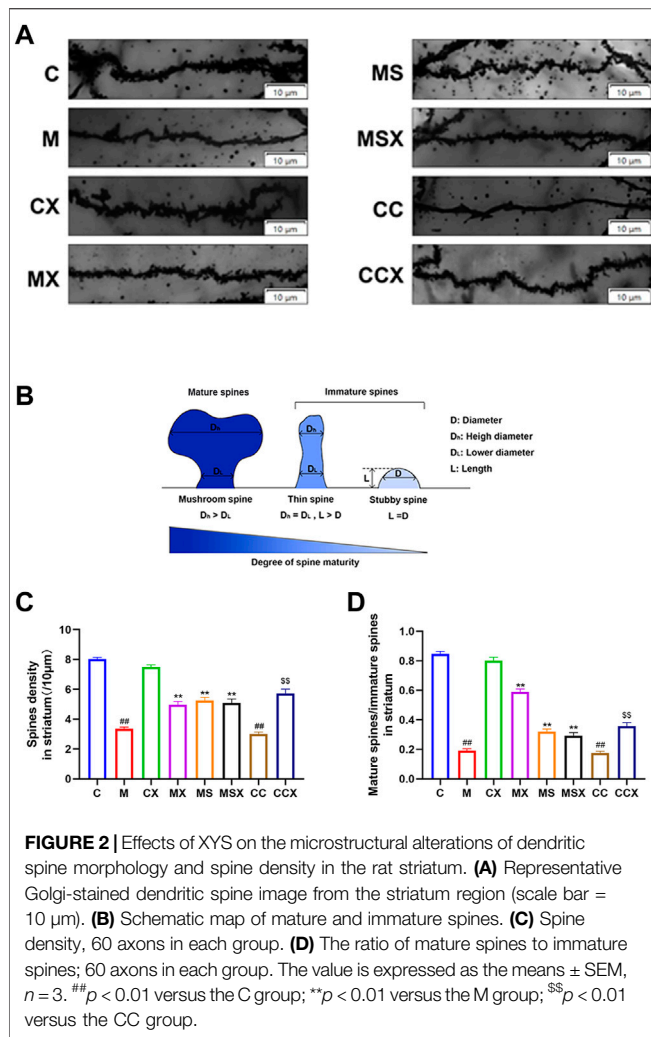 A
C
10 μm
M
10 μm
CX
10 μm
MX
10 μm
MS
10 μm
MSX
10 μm
CC
10 μm
CCX
10 μm
B
Mature spines
Immature spines
Dₕ
D_L
Dₕ
D_L
L
D
D: Diameter
Dₕ: Heigh diameter
D_L: Lower diameter
L: Length
Mushroom spine
Thin spine
Stubby spine
Dₕ > D_L
Dₕ = D_L , L > D
L =D
Degree of spine maturity
C
Spines density
in striatum(/10μm)
10
8
6
4
2
0
##
**
**
**
##
$$
C M CX MX MS MSX CC CCX
D
Mature spines/immature spines
in striatum
1.0
0.8
0.6
0.4
0.2
0.0
##
**
**
**
##
$$
C M CX MX MS MSX CC CCX
FIGURE 2 | Effects of XYS on the microstructural alterations of dendritic
spine morphology and spine density in the rat striatum. (A) Representative
Golgi-stained dendritic spine image from the striatum region (scale bar =
10 μm). (B) Schematic map of mature and immature spines. (C) Spine
density, 60 axons in each group. (D) The ratio of mature spines to immature
spines; 60 axons in each group. The value is expressed as the means ± SEM,
n = 3. ##p < 0.01 versus the C group; **p < 0.01 versus the M group; $$p < 0.01
versus the CC group.